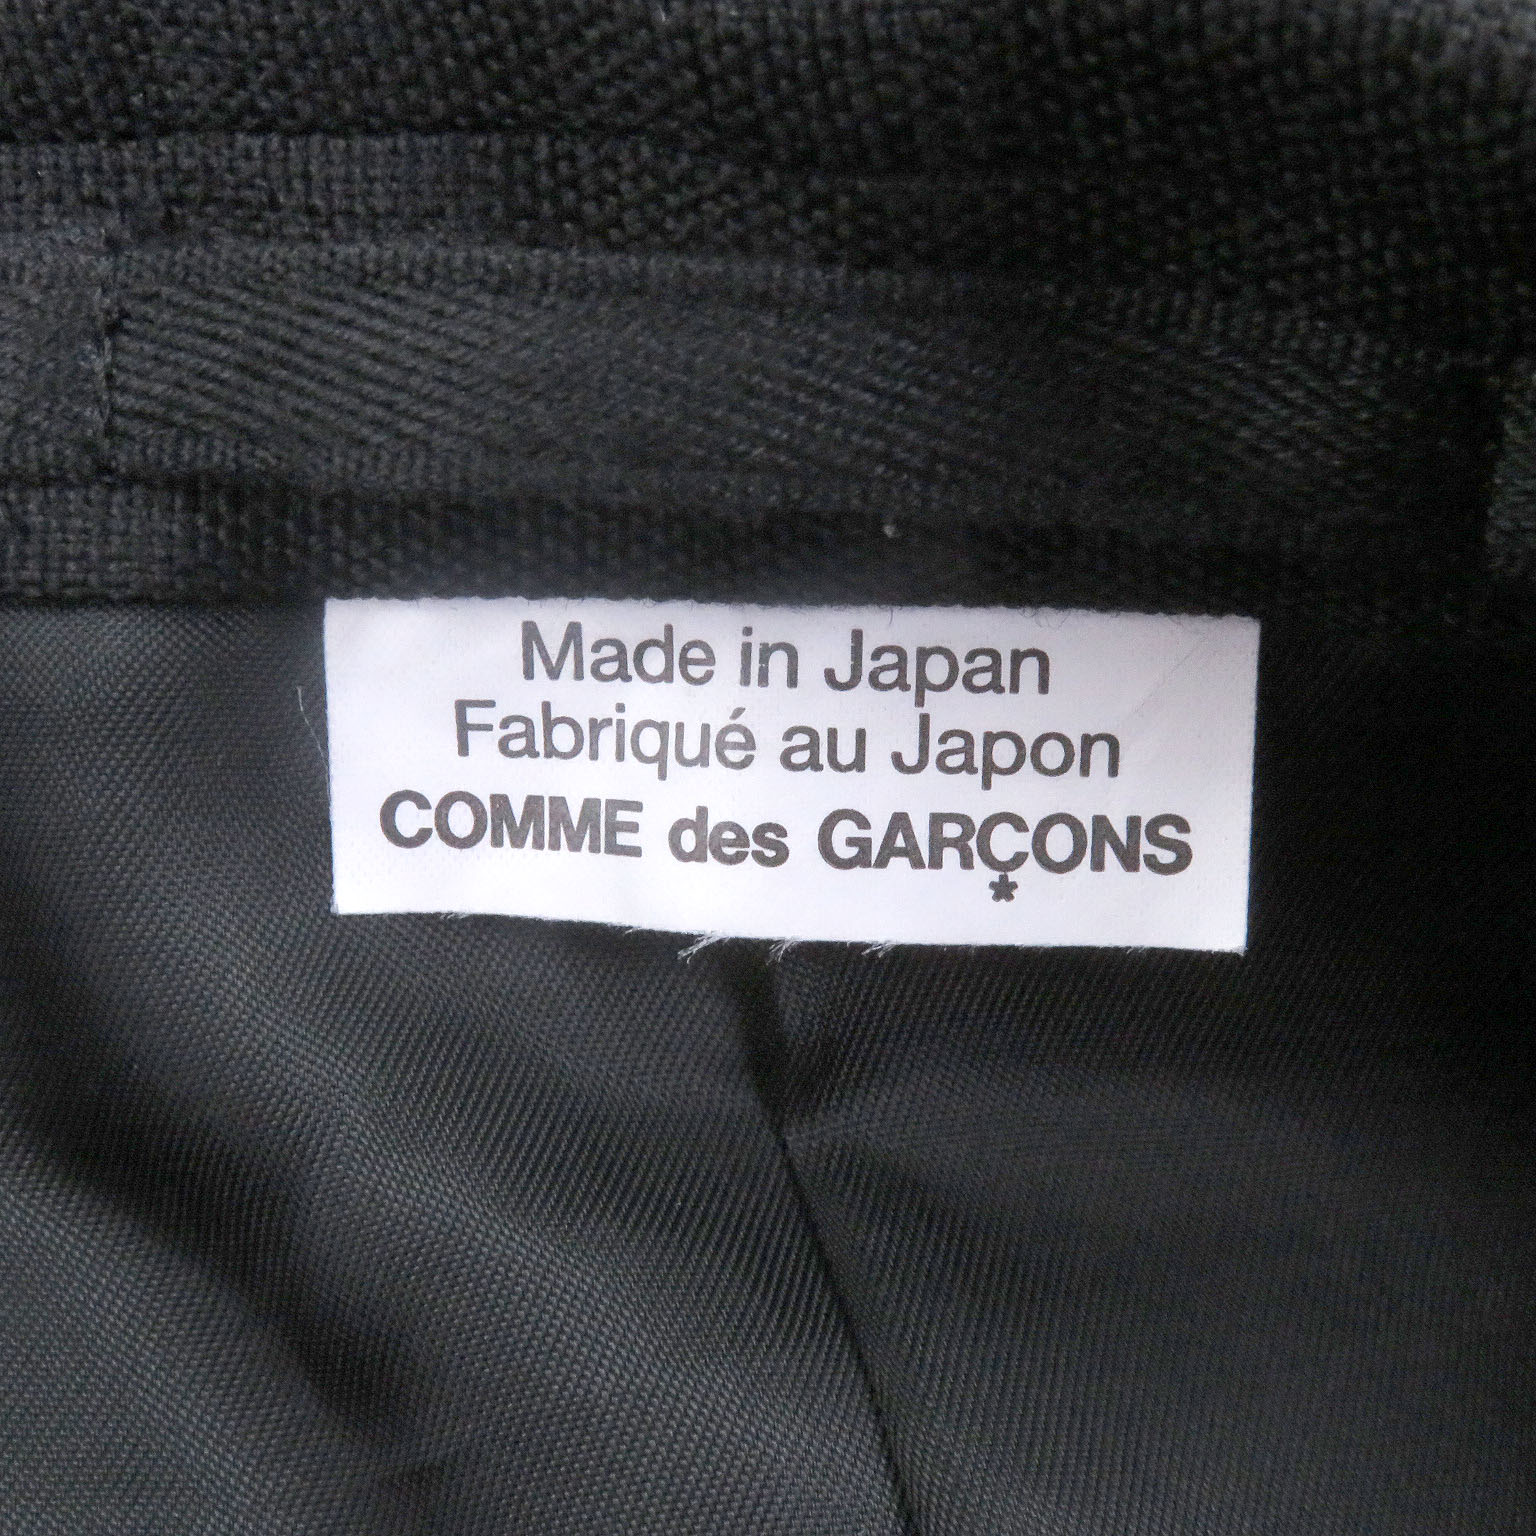 Made in Japan
Fabriqué au Japon
COMME des GARÇONS
*